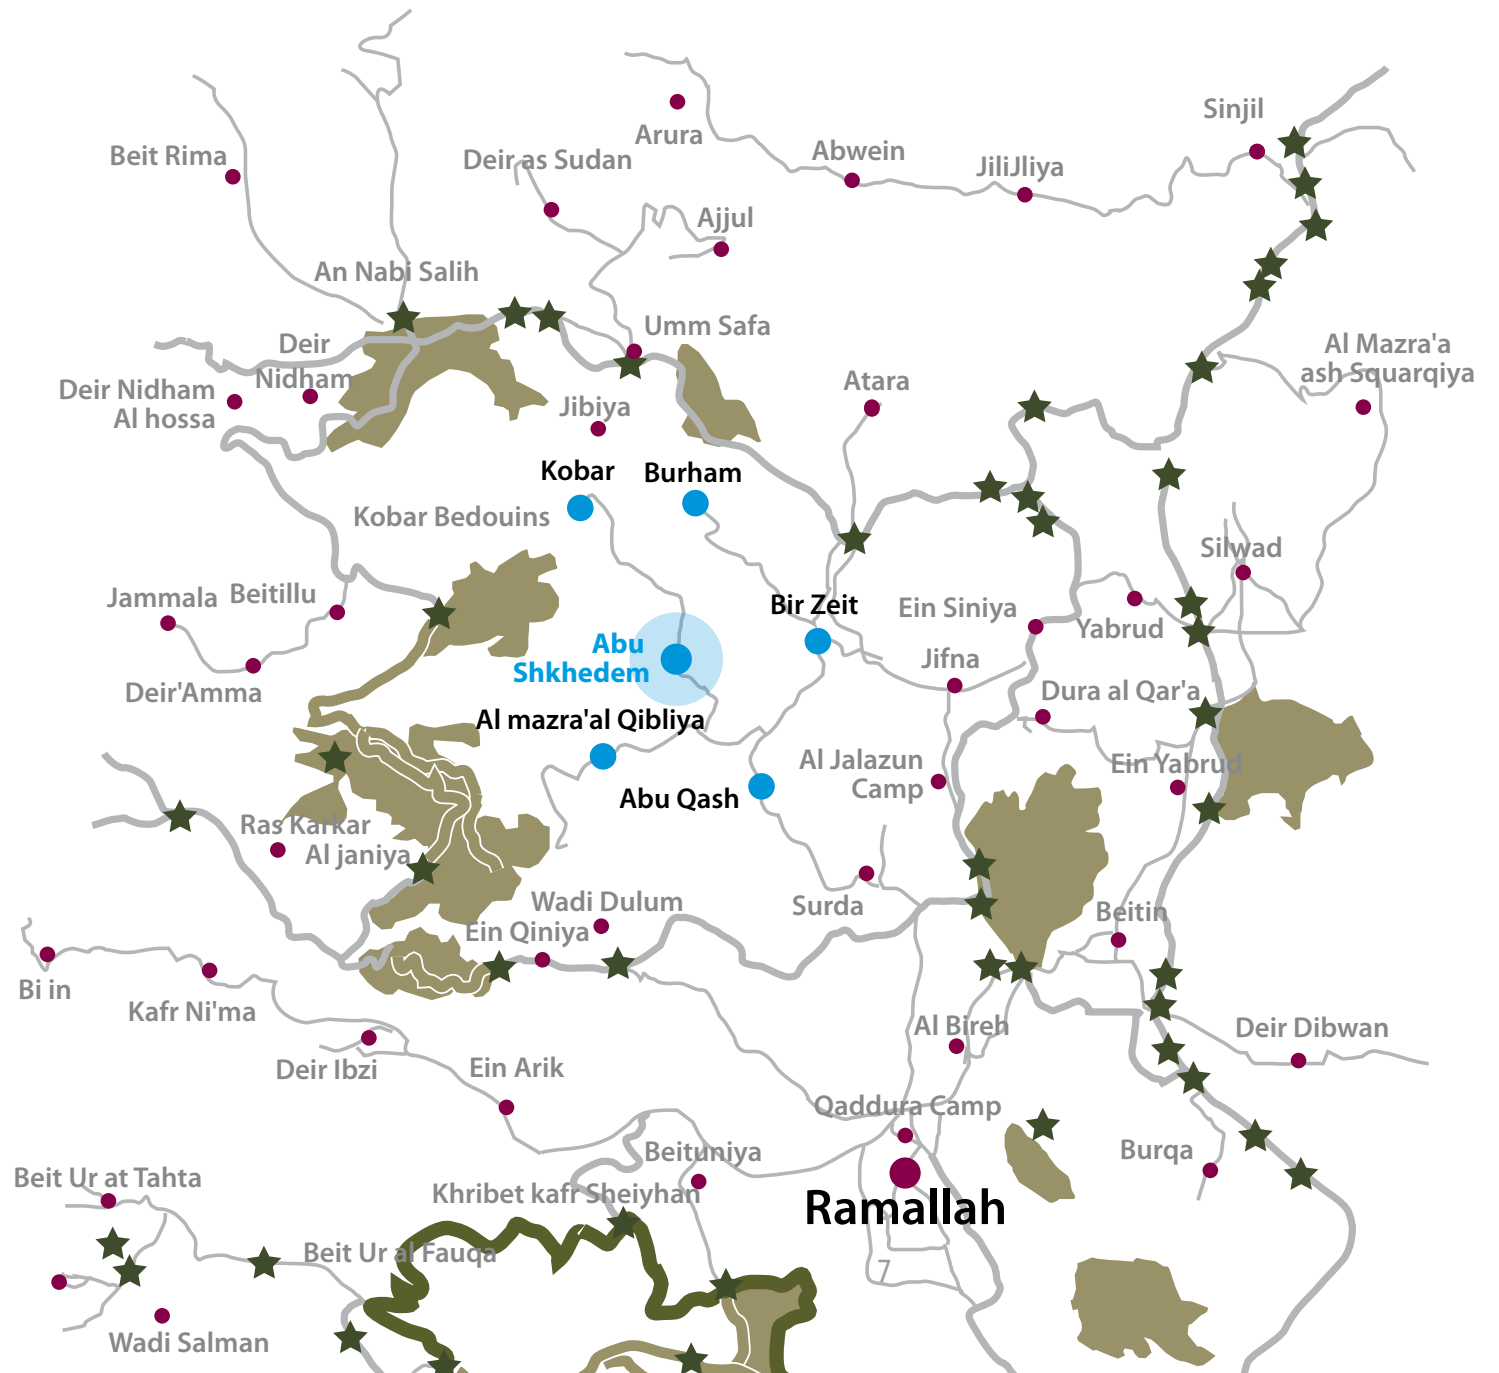 Sinjil
Arura
Beit Rima
Deir as Sudan
Abwein
JiliJliya
Ajjul
An Nabi Salih
Umm Safa
Deir
Nidham
Al Mazra'a
ash Squarqiya
Deir Nidham
Al hossa
Atara
Jibiya
Kobar
Burham
Kobar Bedouins
Silwad
Jammala
Beitillu
Bir Zeit
Ein Siniya
Yabrud
Abu
Shkhedem
Jifna
Deir'Amma
Dura al Qar'a
Al mazra'al Qibliya
Al Jalazun
Camp
Ein Yabrud
Abu Qash
Ras Karkar
Al janiya
Wadi Dulum
Surda
Beitin
Ein Qiniya
Bi in
Kafr Ni'ma
Al Bireh
Deir Dibwan
Deir Ibzi
Ein Arik
Qaddura Camp
Beituniya
Burqa
Beit Ur at Tahta
Khribet kafr Sheiyhan
Ramallah
Beit Ur al Fauqa
7
Wadi Salman